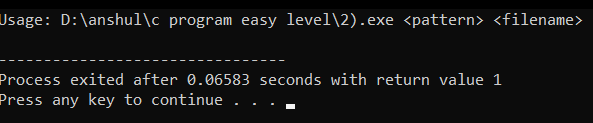 Usage: D:\anshul\c program easy level\2).exe <pattern> <filename>
--------------------------------
Process exited after 0.06583 seconds with return value 1
Press any key to continue . . .